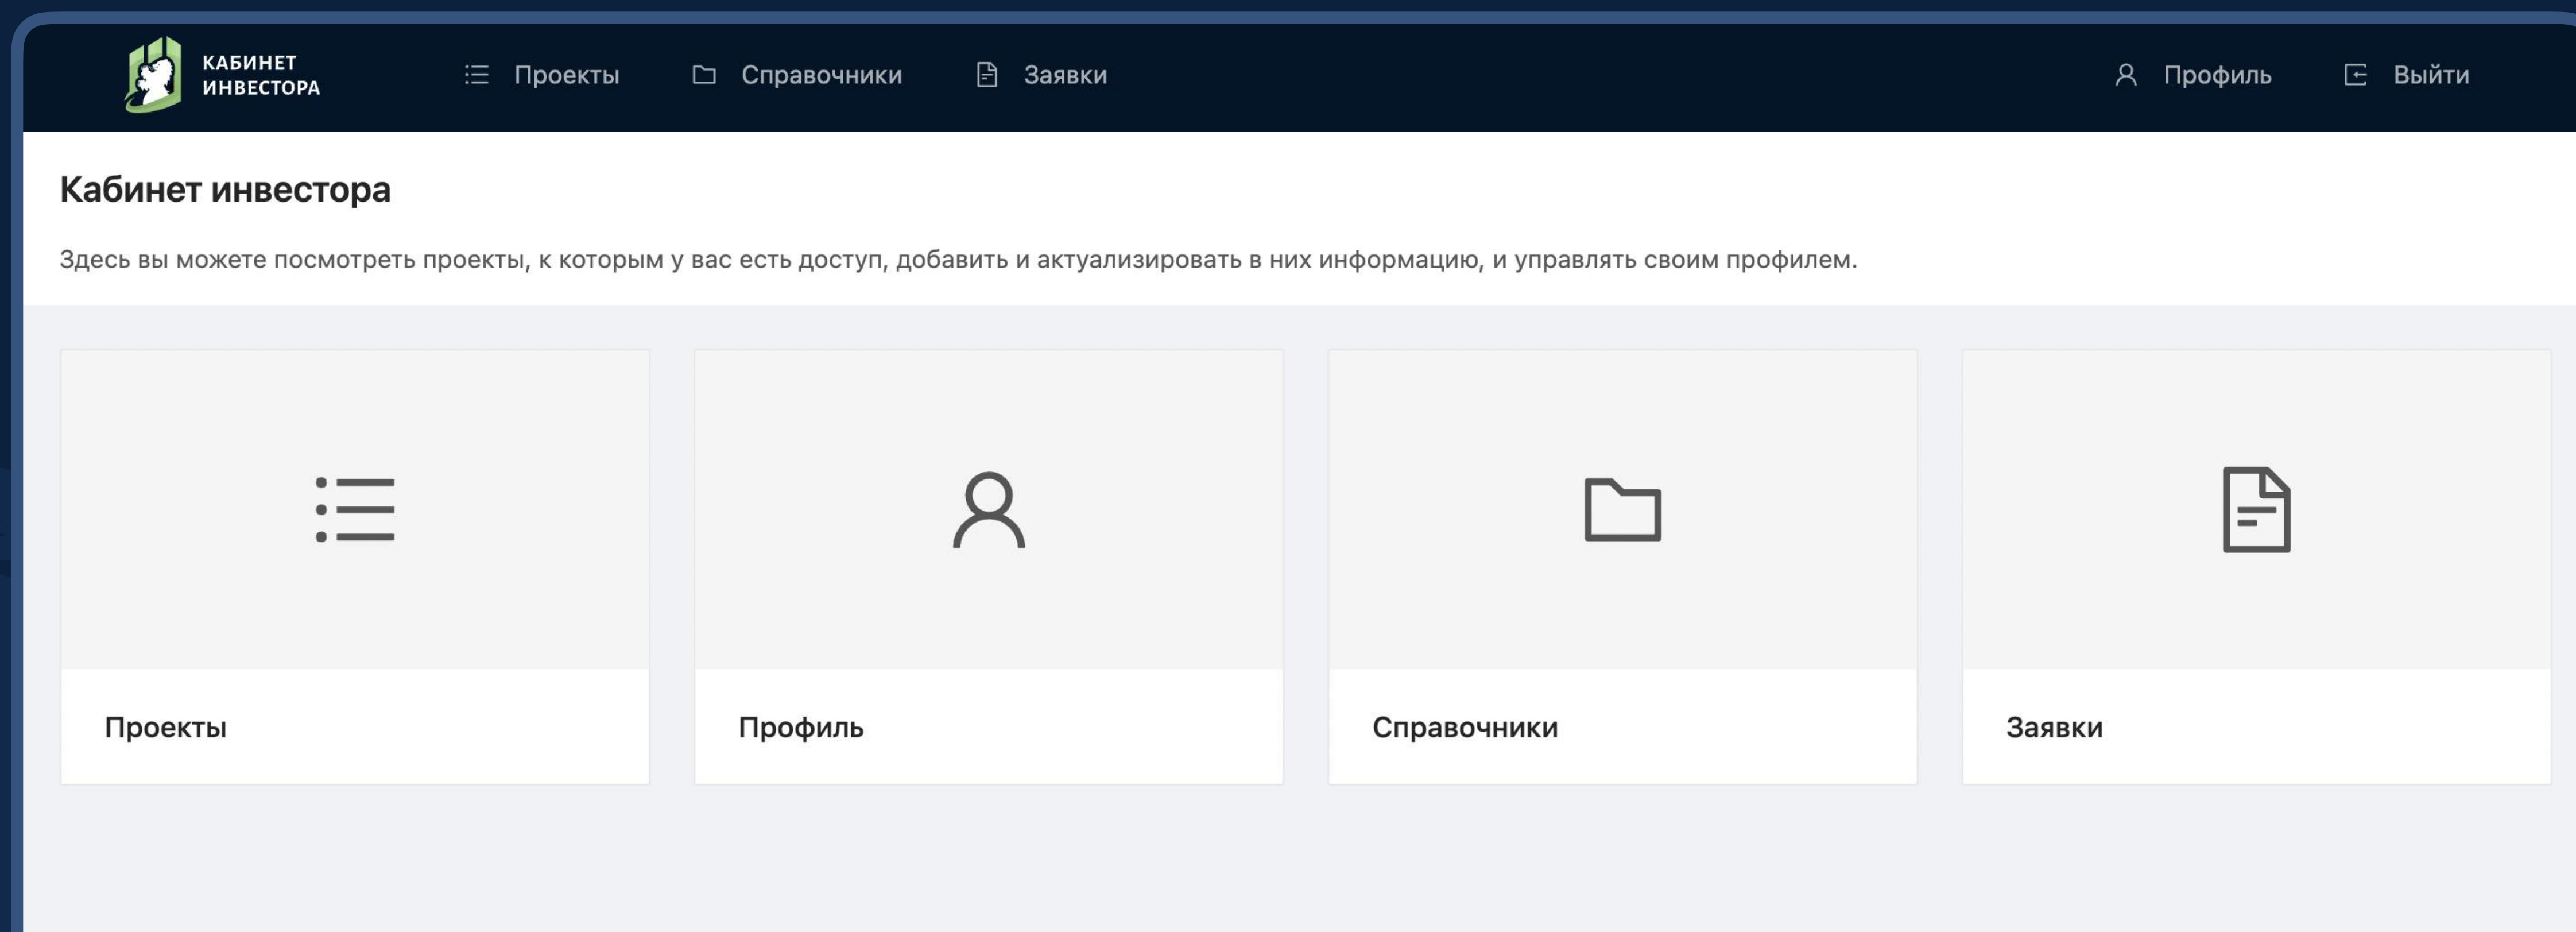 КАБИНЕТ
ИНВЕСТОРА
Проекты
Справочники
Заявки
Профиль
Выйти
Кабинет инвестора
Здесь вы можете посмотреть проекты, к которым у вас есть доступ, добавить и актуализировать в них информацию, и управлять своим профилем.
Проекты
Профиль
Справочники
Заявки